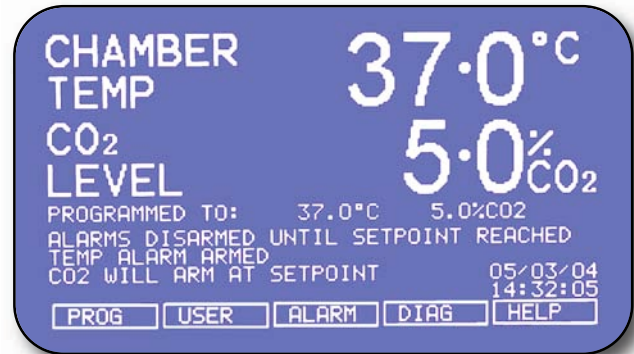 CHAMBER TEMP 37.0°C
CO2 LEVEL 5.0% CO2
PROGRAMMED TO: 37.0°C 5.0%CO2
ALARMS DISARMED UNTIL SETPOINT REACHED
TEMP ALARM ARMED
CO2 WILL ARM AT SETPOINT
05/03/04
14:32:05
PROG USER ALARM DIAG HELP